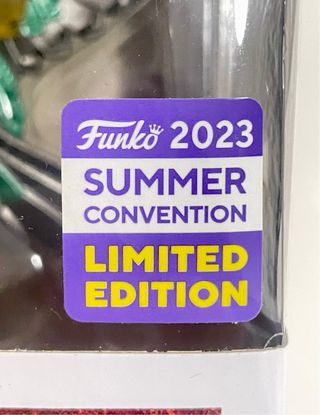 Funko 2023
SUMMER
CONVENTION
LIMITED
EDITION